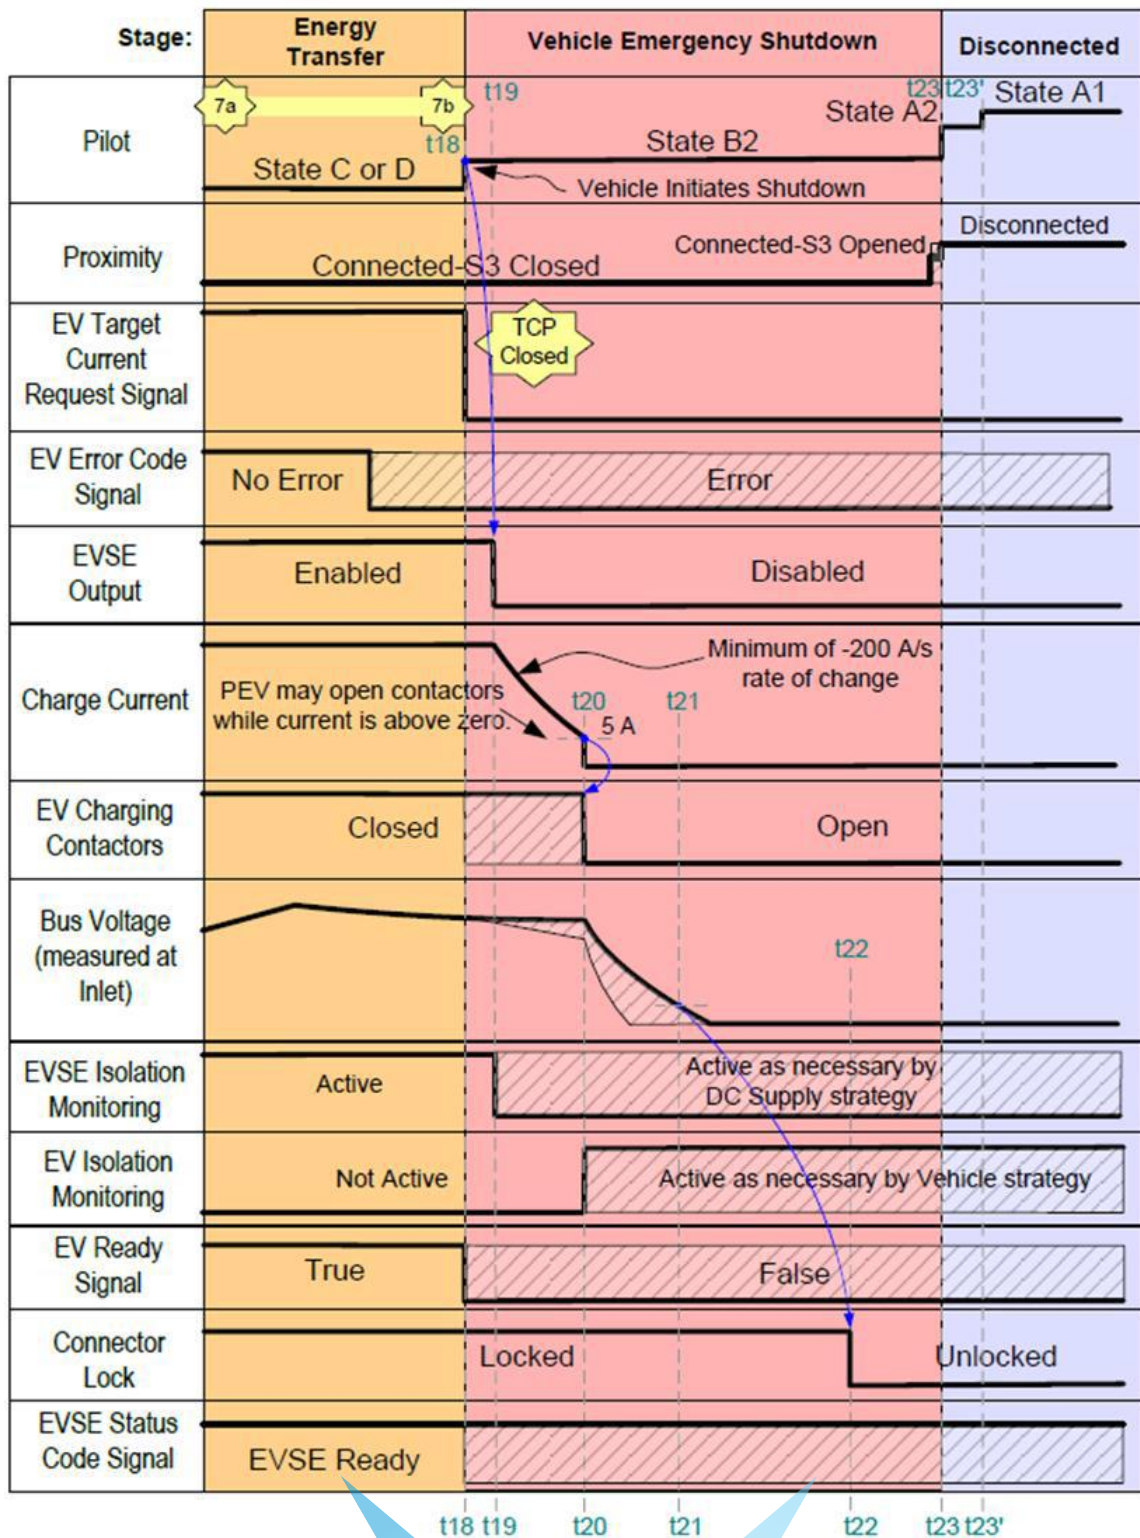 Stage:
Energy
Transfer
Vehicle Emergency Shutdown
Disconnected
Pilot
7a
7b
t18
t19
t23
t23'
State A1
State A2
State C or D
State B2
Vehicle Initiates Shutdown
Proximity
Connected-S3 Closed
Connected-S3 Opened
Disconnected
EV Target
Current
Request Signal
TCP
Closed
EV Error Code
Signal
No Error
Error
EVSE
Output
Enabled
Disabled
Charge Current
PEV may open contactors
while current is above zero.
t20
5 A
t21
Minimum of -200 A/s
rate of change
EV Charging
Contactors
Closed
Open
Bus Voltage
(measured at
Inlet)
t22
EVSE Isolation
Monitoring
Active
Active as necessary by
DC Supply strategy
EV Isolation
Monitoring
Not Active
Active as necessary by Vehicle strategy
EV Ready
Signal
True
False
Connector
Lock
Locked
Unlocked
EVSE Status
Code Signal
EVSE Ready
t18 t19 t20 t21 t22 t23 t23'